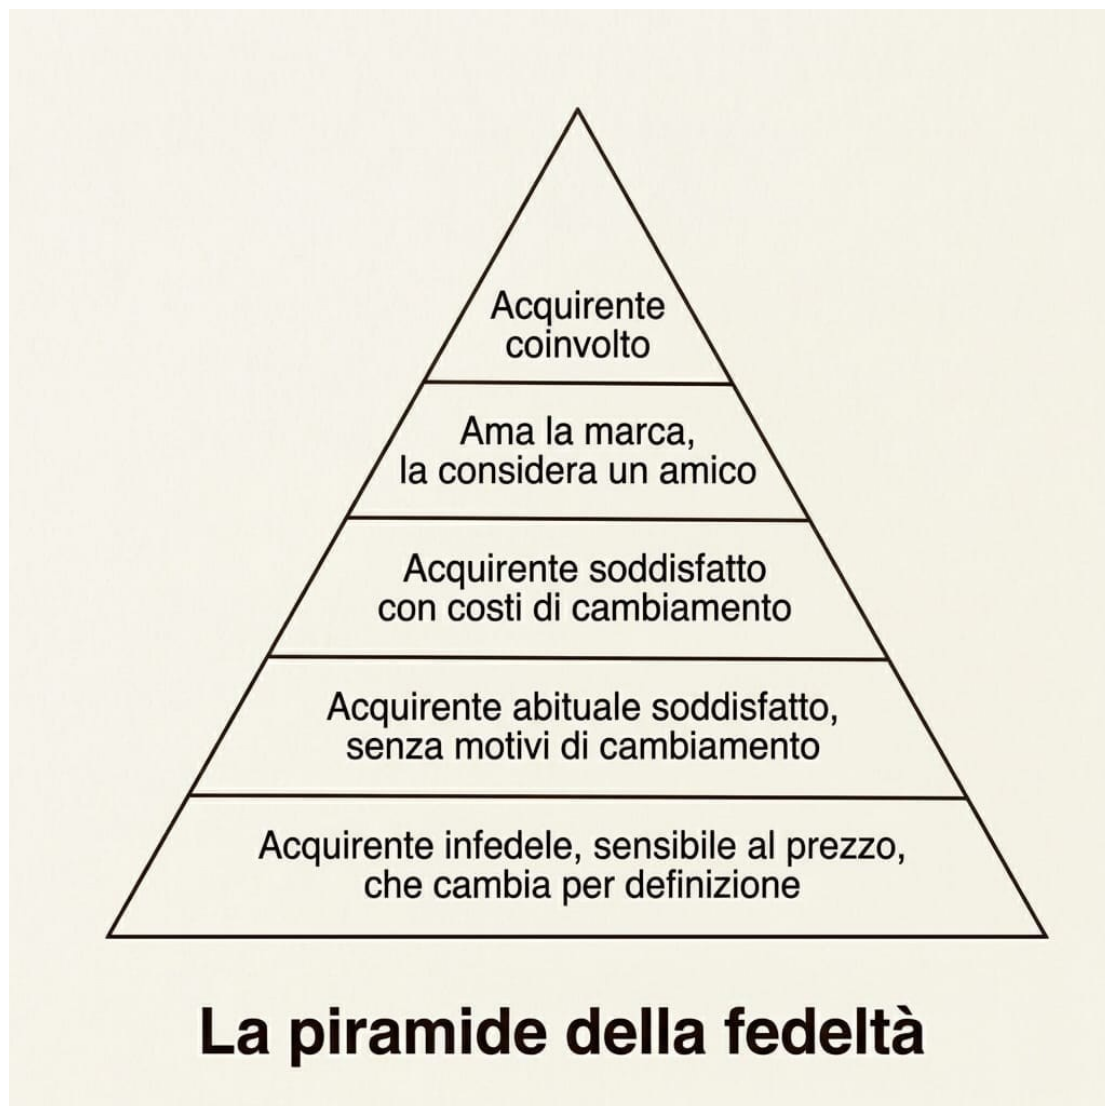 Acquirente
coinvolto
Ama la marca,
la considera un amico
Acquirente soddisfatto
con costi di cambiamento
Acquirente abituale soddisfatto,
senza motivi di cambiamento
Acquirente infedele, sensibile al prezzo,
che cambia per definizione
La piramide della fedeltà